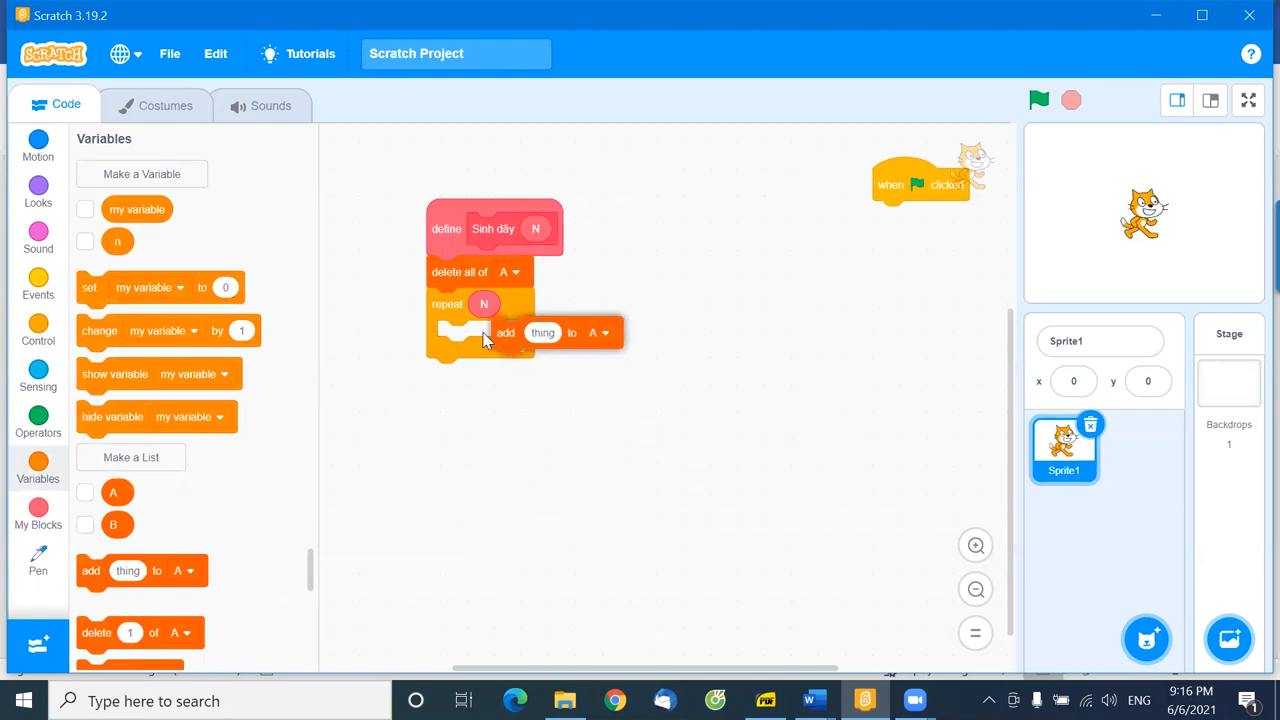 Scratch 3.19.2
SCRATCH
File
Edit
Tutorials
Scratch Project
?
Code
Costumes
Sounds
Motion
Looks
Sound
Events
Control
Sensing
Operators
Variables
My Blocks
Pen
Variables
Make a Variable
my variable
n
set my variable to 0
change my variable by 1
show variable my variable
hide variable my variable
Make a List
A
B
add thing to A
delete 1 of A
define Sinh dãy N
delete all of A
repeat N
add thing to A
when clicked
Sprite1
x 0 y 0
Sprite1
Stage
Backdrops
1
Type here to search
ENG
9:16 PM
6/6/2021
1